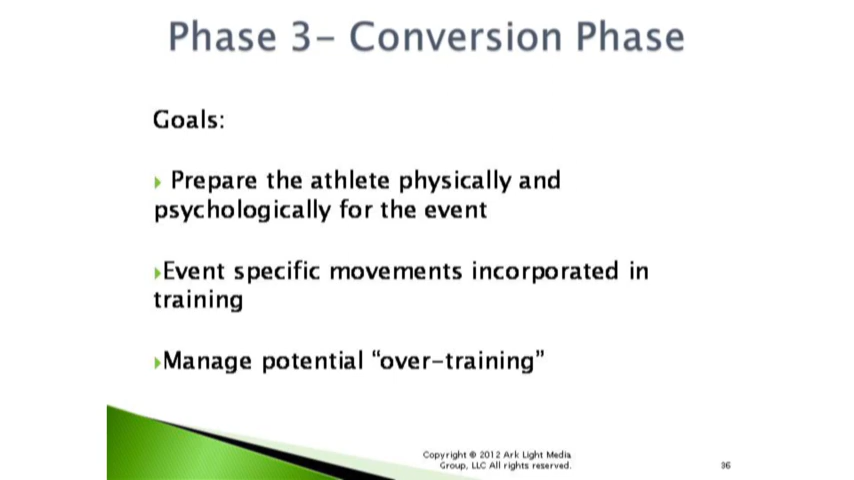 Phase 3- Conversion Phase
Goals:
Prepare the athlete physically and
psychologically for the event
Event specific movements incorporated in
training
Manage potential “over-training”
Copyright © 2012 Ark Light Media
Group, LLC All rights reserved.
36